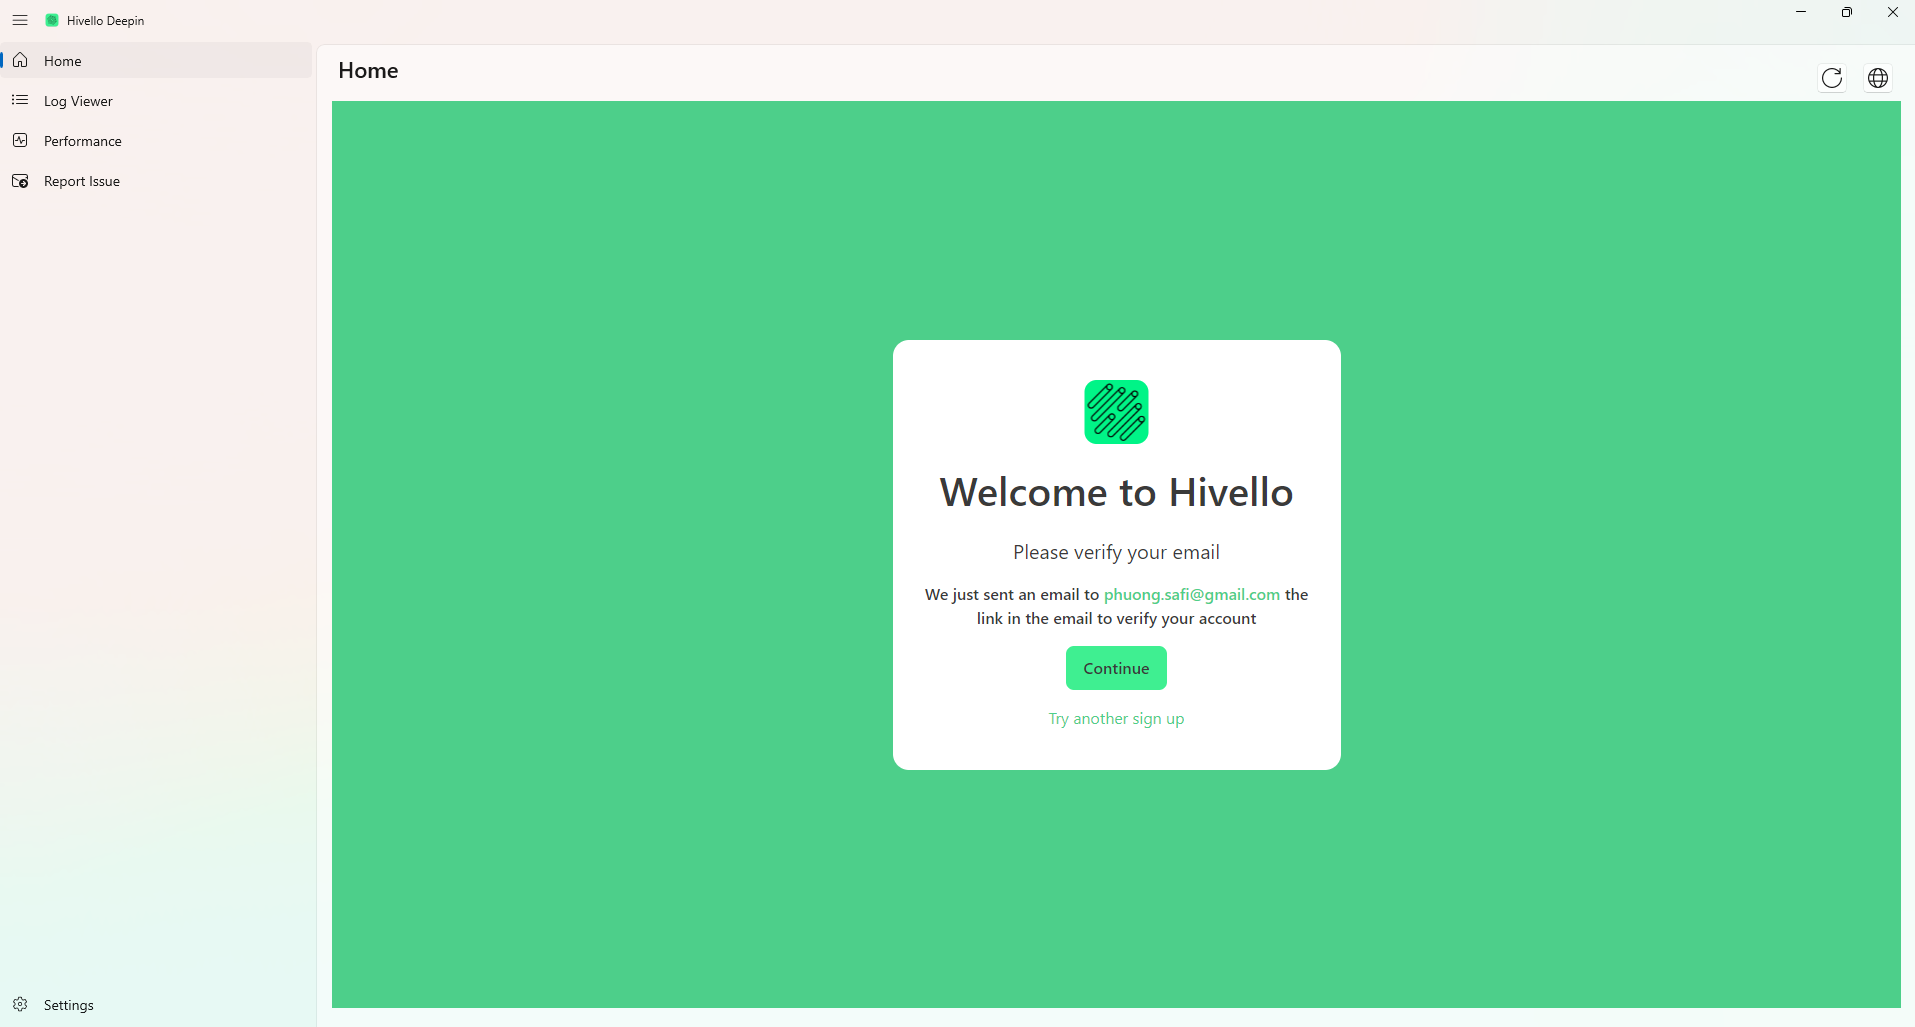 Hivello Deepin
Home
Log Viewer
Performance
Report Issue
Settings
Home
Welcome to Hivello
Please verify your email
We just sent an email to phuong.safi@gmail.com the
link in the email to verify your account
Continue
Try another sign up